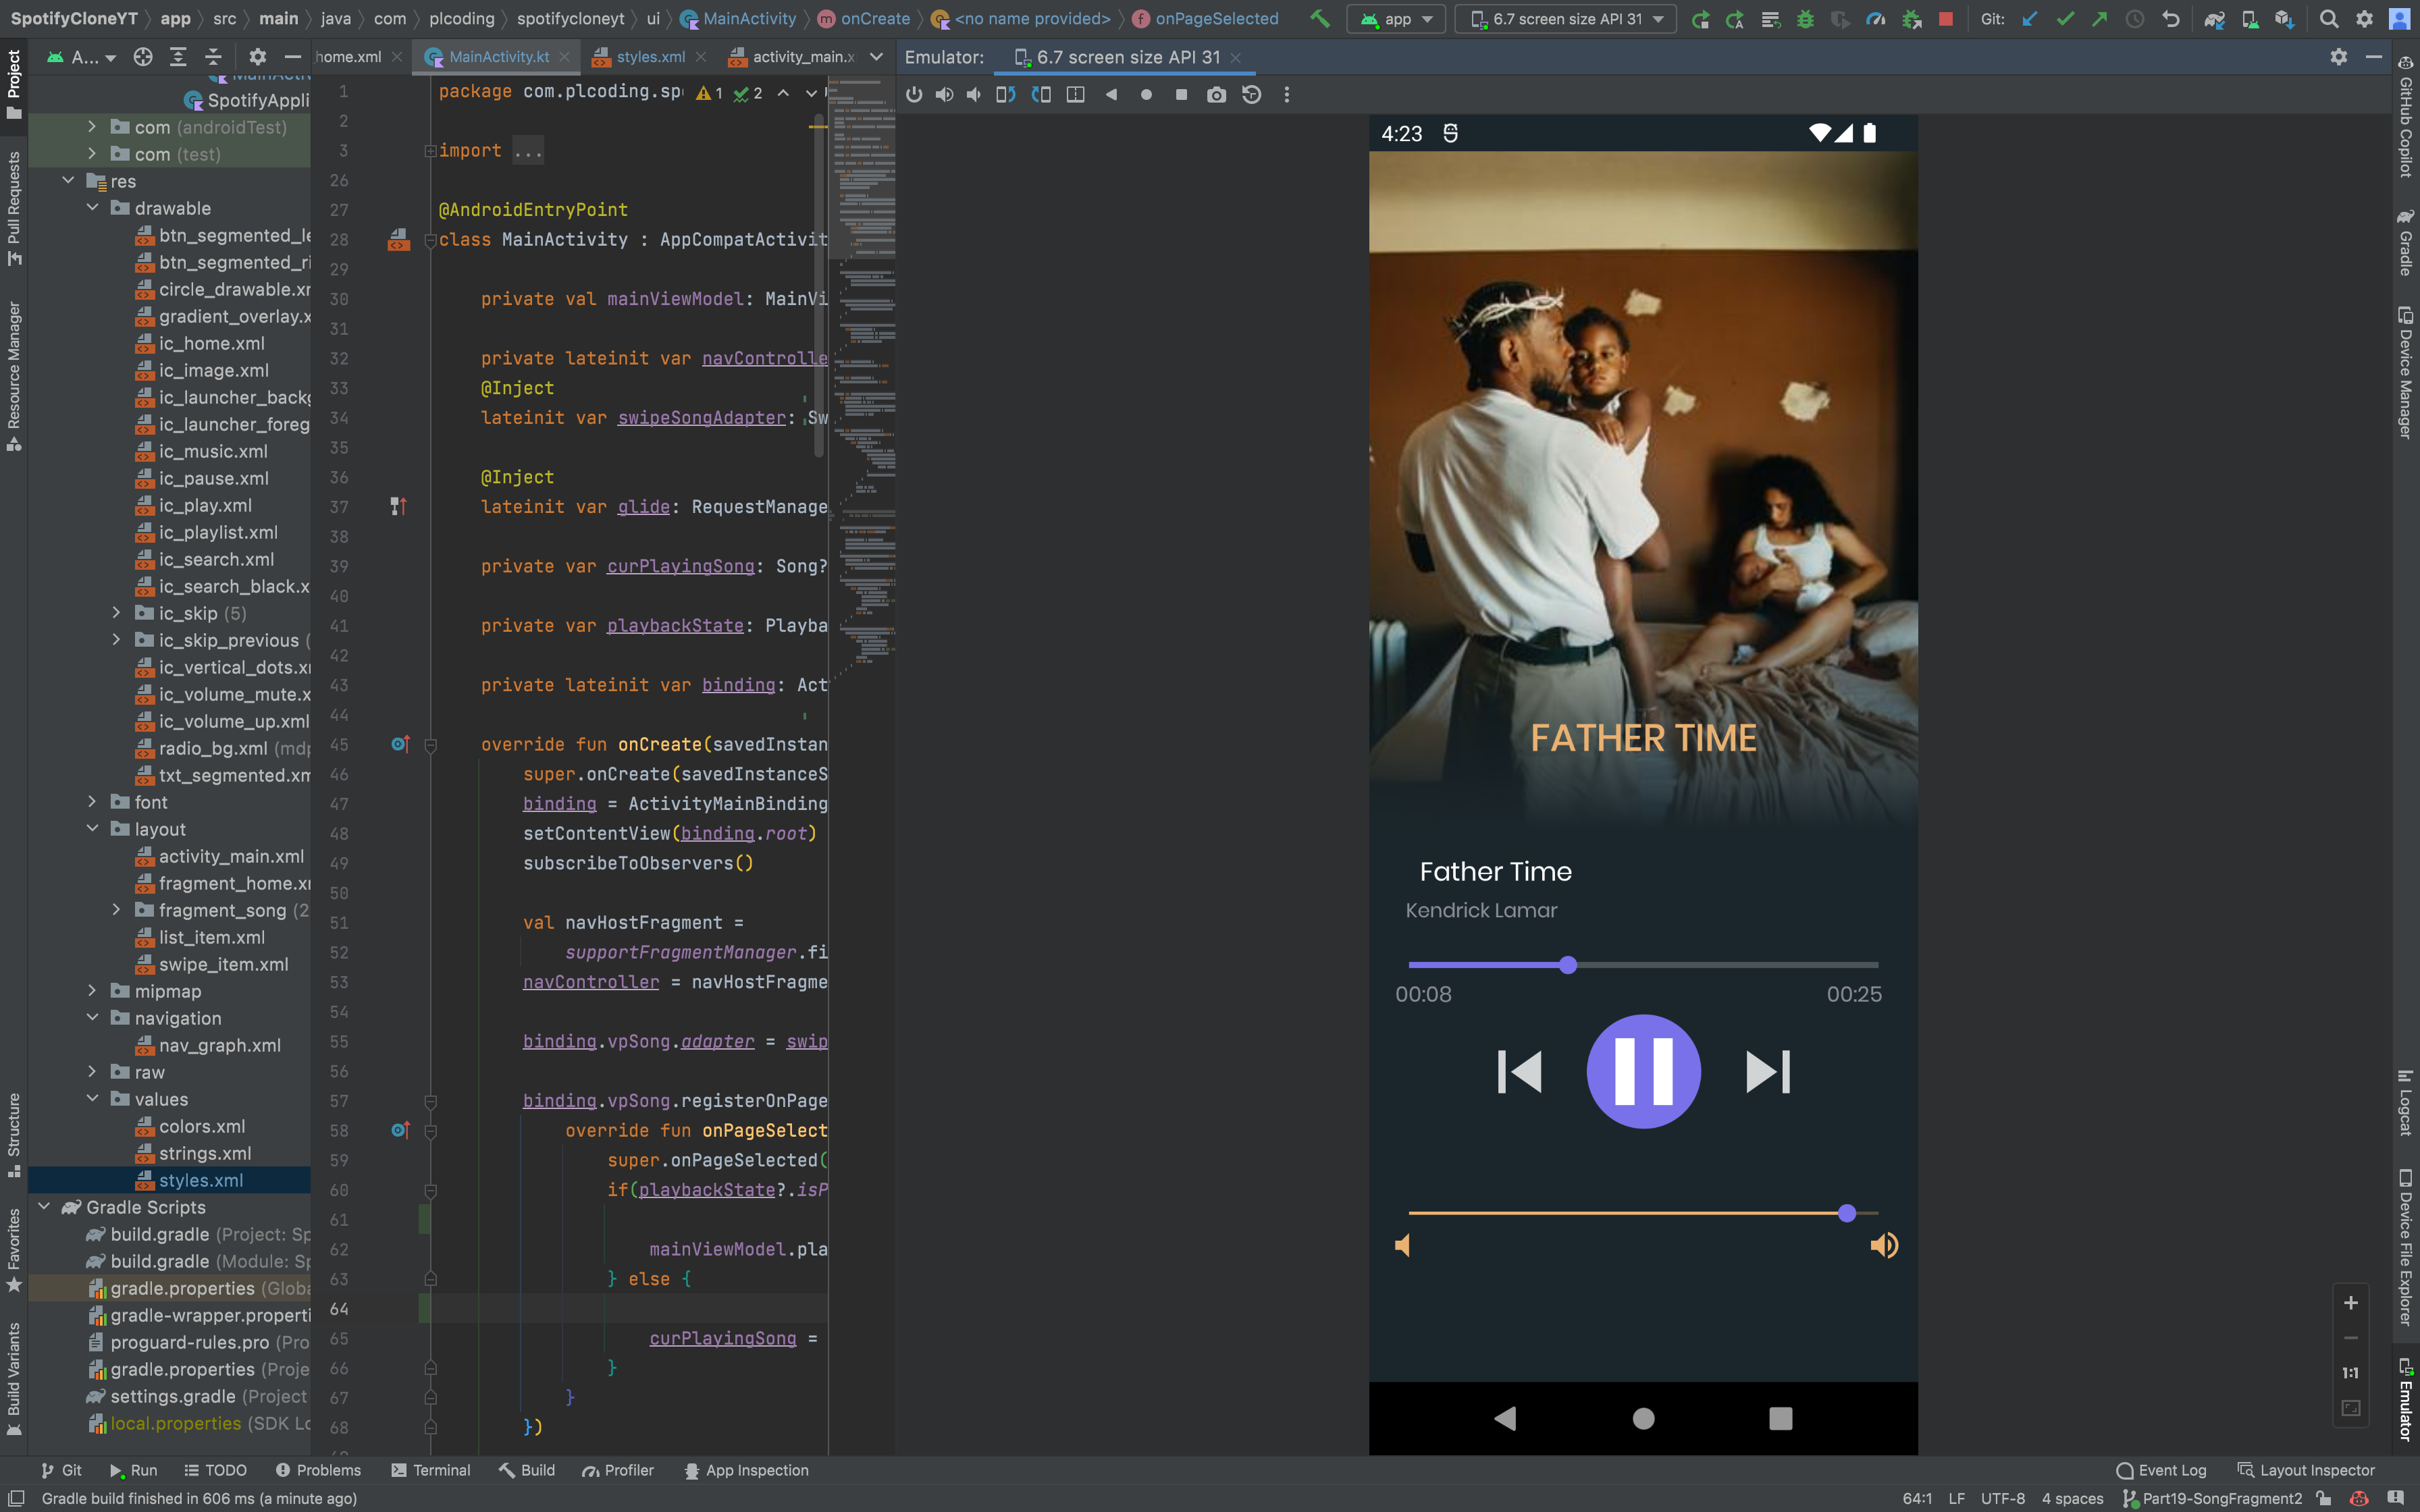 SpotifyCloneYT app src main java com plcoding spotifycloneyt ui MainActivity onCreate <no name provided> onPageSelected app 6.7 screen size API 31 Git:
Project
Pull Requests
Resource Manager
Structure
Favorites
Build Variants
A...
SpotifyAppli
com (androidTest)
com (test)
res
drawable
btn_segmented_le
btn_segmented_ri
circle_drawable.xr
gradient_overlay.x
ic_home.xml
ic_image.xml
ic_launcher_backg
ic_launcher_foreg
ic_music.xml
ic_pause.xml
ic_play.xml
ic_playlist.xml
ic_search.xml
ic_search_black.x
ic_skip (5)
ic_skip_previous (
ic_vertical_dots.xr
ic_volume_mute.x
ic_volume_up.xml
radio_bg.xml (mdp
txt_segmented.xm
font
layout
activity_main.xml
fragment_home.xr
fragment_song (2
list_item.xml
swipe_item.xml
mipmap
navigation
nav_graph.xml
raw
values
colors.xml
strings.xml
styles.xml
Gradle Scripts
build.gradle (Project: Sp
build.gradle (Module: Sp
gradle.properties (Globa
gradle-wrapper.properti
proguard-rules.pro (Pro
gradle.properties (Proje
settings.gradle (Project
local.properties (SDK Lo
home.xml MainActivity.kt styles.xml activity_main.x
1 package com.plcoding.sp 1 2
2
3 import ...
26
27 @AndroidEntryPoint
28 class MainActivity : AppCompatActivit
29
30 private val mainViewModel: MainVi
31
32 private lateinit var navControlle
33 @Inject
34 lateinit var swipeSongAdapter: Sw
35
36 @Inject
37 lateinit var glide: RequestManage
38
39 private var curPlayingSong: Song?
40
41 private var playbackState: Playba
42
43 private lateinit var binding: Act
44
45 override fun onCreate(savedInstan
46 super.onCreate(savedInstanceS
47 binding = ActivityMainBinding
48 setContentView(binding.root)
49 subscribeToObservers()
50
51 val navHostFragment =
52 supportFragmentManager.fi
53 navController = navHostFragme
54
55 binding.vpSong.adapter = swip
56
57 binding.vpSong.registerOnPage
58 override fun onPageSelect
59 super.onPageSelected(
60 if(playbackState?.isP
61
62 mainViewModel.pla
63 } else {
64
65 curPlayingSong =
66 }
67 }
68 })
Emulator: 6.7 screen size API 31
4:23
FATHER TIME
Father Time
Kendrick Lamar
00:08 00:25
1:1
GitHub Copilot
Gradle
Device Manager
Logcat
Device File Explorer
Emulator
Git Run TODO Problems Terminal Build Profiler App Inspection Event Log Layout Inspector
Gradle build finished in 606 ms (a minute ago) 64:1 LF UTF-8 4 spaces Part19-SongFragment2